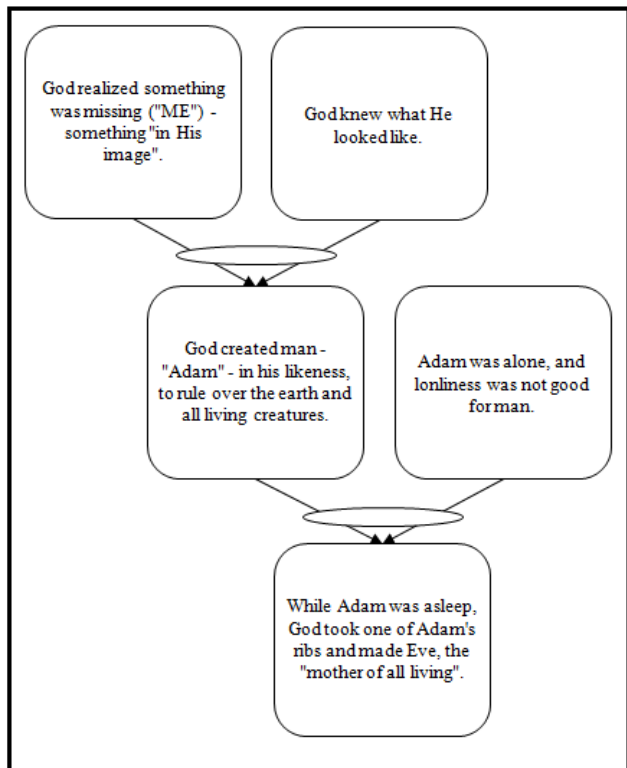 God realized something
was missing ("ME") -
something "in His
image".
God knew what He
looked like.
God created man -
"Adam" - in his likeness,
to rule over the earth and
all living creatures.
Adam was alone, and
lonliness was not good
for man.
While Adam was asleep,
God took one of Adam's
ribs and made Eve, the
"mother of all living".